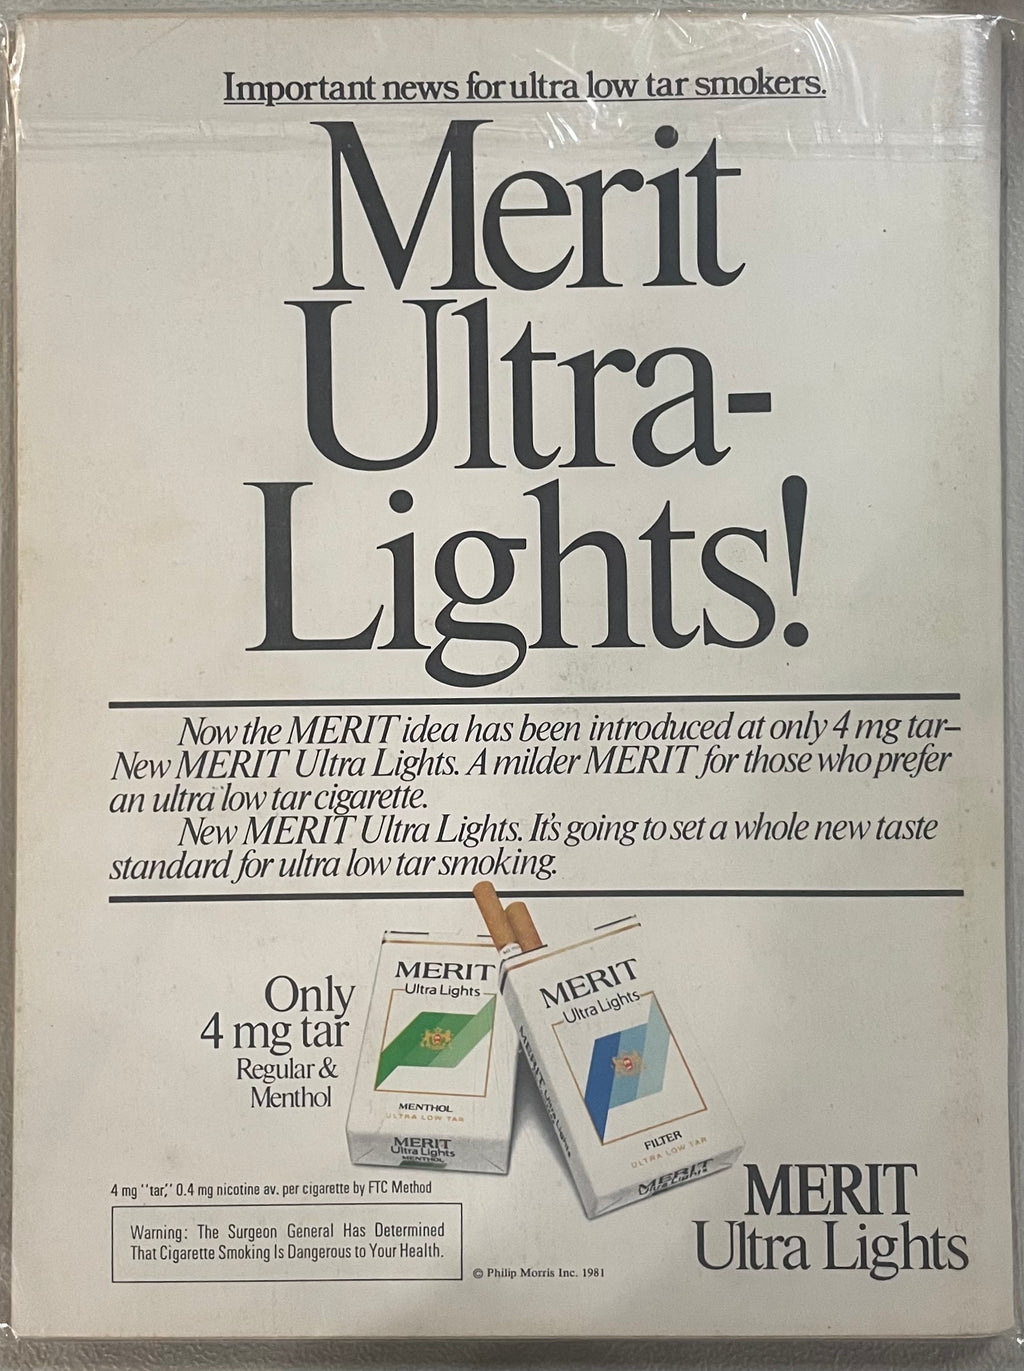 Important news for ultra low tar smokers.
Merit
Ultra-
Lights!
Now the MERIT idea has been introduced at only 4 mg tar–
New MERIT Ultra Lights. A milder MERIT for those who prefer
an ultra low tar cigarette.
New MERIT Ultra Lights. It's going to set a whole new taste
standard for ultra low tar smoking.
Only
4 mg tar
Regular &
Menthol
MERIT
Ultra Lights
MENTHOL
ULTRA LOW TAR
MERIT
Ultra Lights
MENTHOL
MERIT
Ultra Lights
FILTER
ULTRA LOW TAR
MERIT Ultra Lights
MERIT
Ultra Lights
4 mg "tar," 0.4 mg nicotine av. per cigarette by FTC Method
Warning: The Surgeon General Has Determined
That Cigarette Smoking Is Dangerous to Your Health.
© Philip Morris Inc. 1981
MERIT
Ultra Lights